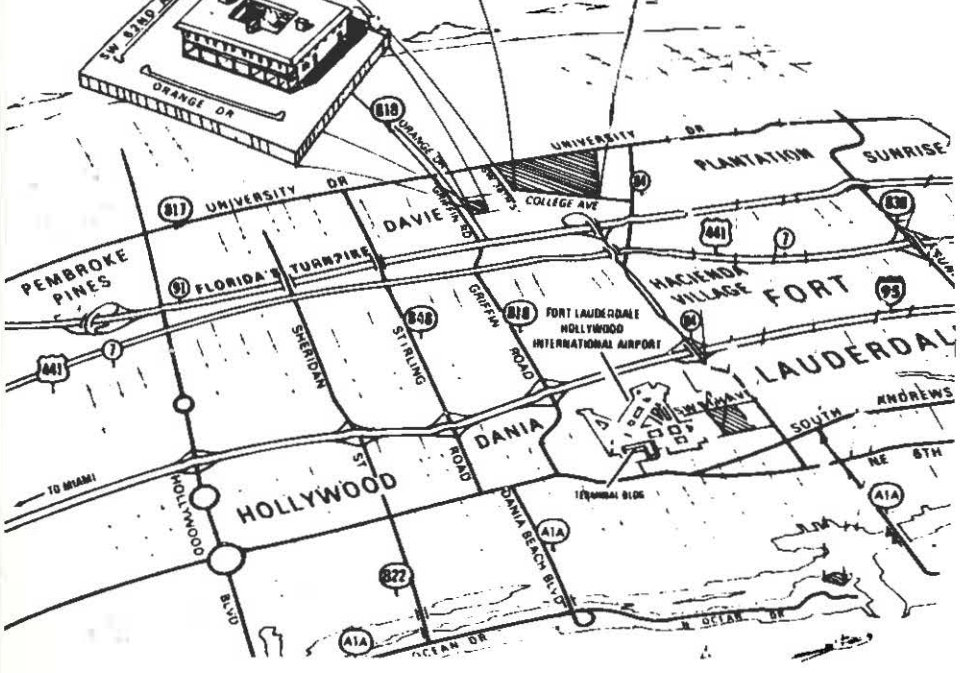 SW 62ND A
ORANGE DR
818
ORANGE DR
UNIVERSITY DR
PLANTATION
SUNRISE
84
COLLEGE AVE
817
UNIVERSITY DR
DAVIE
GRIFFIN RD
838
441
7
PEMBROKE
PINES
91
FLORIDA'S TURNPIKE
HACIENDA
VILLAGE
FORT
95
LAUDERDAL
SUN
GRIFFIN
ROAD
818
FORT LAUDERDALE
HOLLYWOOD
INTERNATIONAL AIRPORT
84
848
STIRLING
ROAD
SHERIDAN
ST
7
441
DANIA
SOUTH
ANDREWS
N.E 8TH
TO MIAMI
HOLLYWOOD
HOLLYWOOD
BLVD
TERMINAL BLDG
A1A
DANIA BEACH BLVD
A1A
822
A1A
OCEAN DR
N OCEAN DR